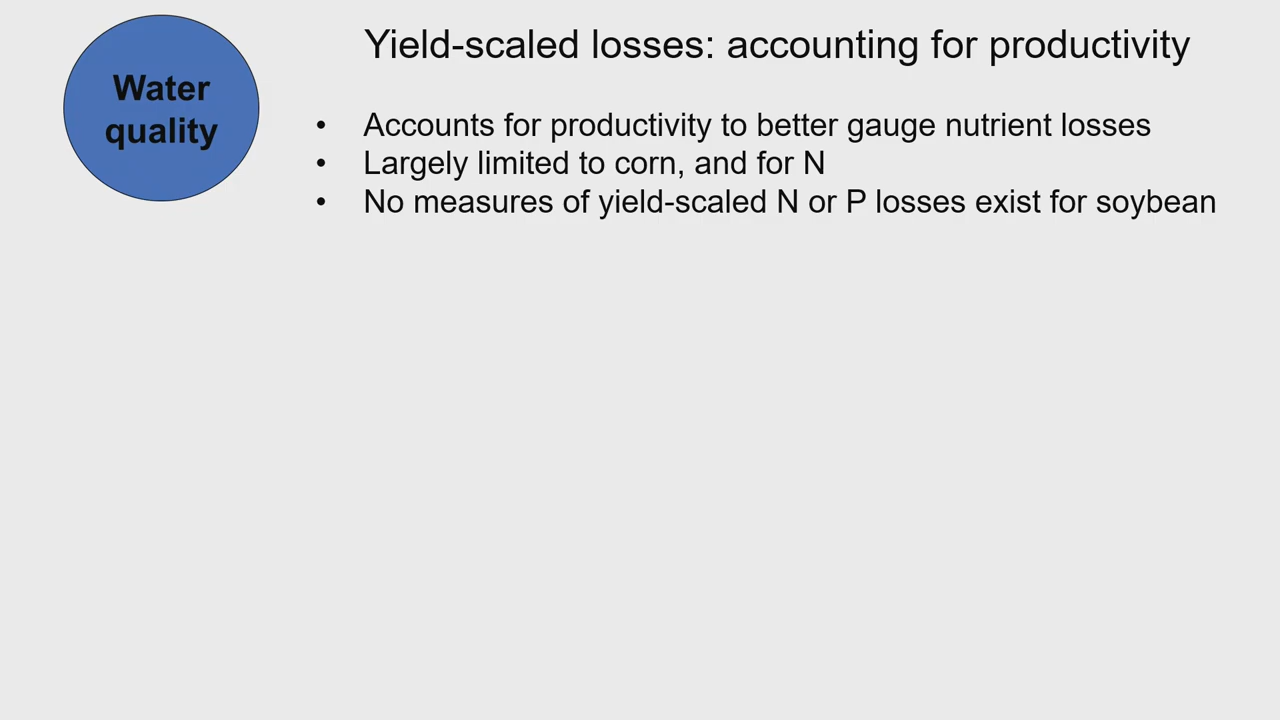 Water
quality
Yield-scaled losses: accounting for productivity
• Accounts for productivity to better gauge nutrient losses
• Largely limited to corn, and for N
• No measures of yield-scaled N or P losses exist for soybean